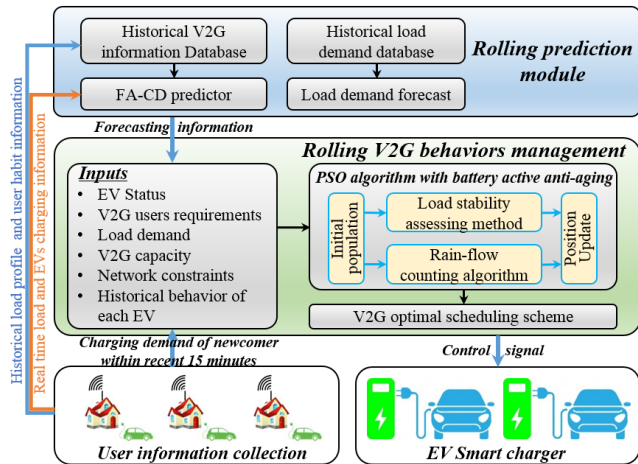 Historical V2G
information Database
Historical load
demand database
Rolling prediction
module
FA-CD predictor
Load demand forecast
Forecasting information
Rolling V2G behaviors management
Inputs
• EV Status
• V2G users requirements
• Load demand
• V2G capacity
• Network constraints
• Historical behavior of
each EV
PSO algorithm with battery active anti-aging
Initial
population
Load stability
assessing method
Rain-flow
counting algorithm
Position
Update
V2G optimal scheduling scheme
Charging demand of newcomer
within recent 15 minutes
Control signal
User information collection
EV Smart charger
Historical load profile and user habit information
Real time load and EVs charging information